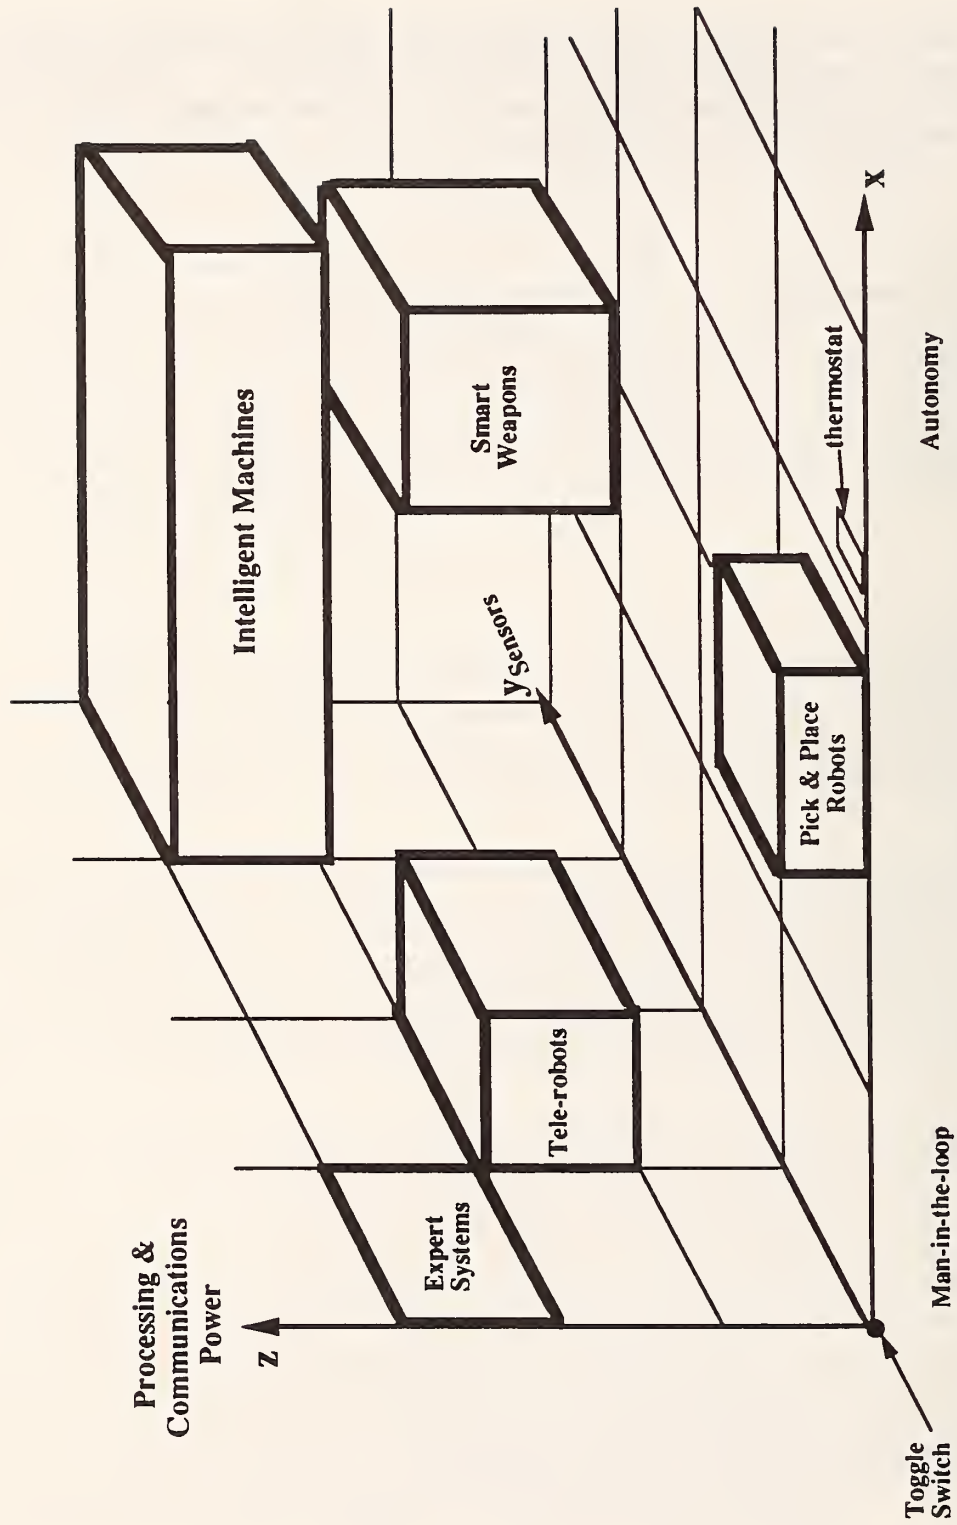 Processing &
Communications
Power
Z
Expert
Systems
Tele-robots
Intelligent Machines
Smart
Weapons
y Sensors
Pick & Place
Robots
thermostat
x
Toggle
Switch
Man-in-the-loop
Autonomy